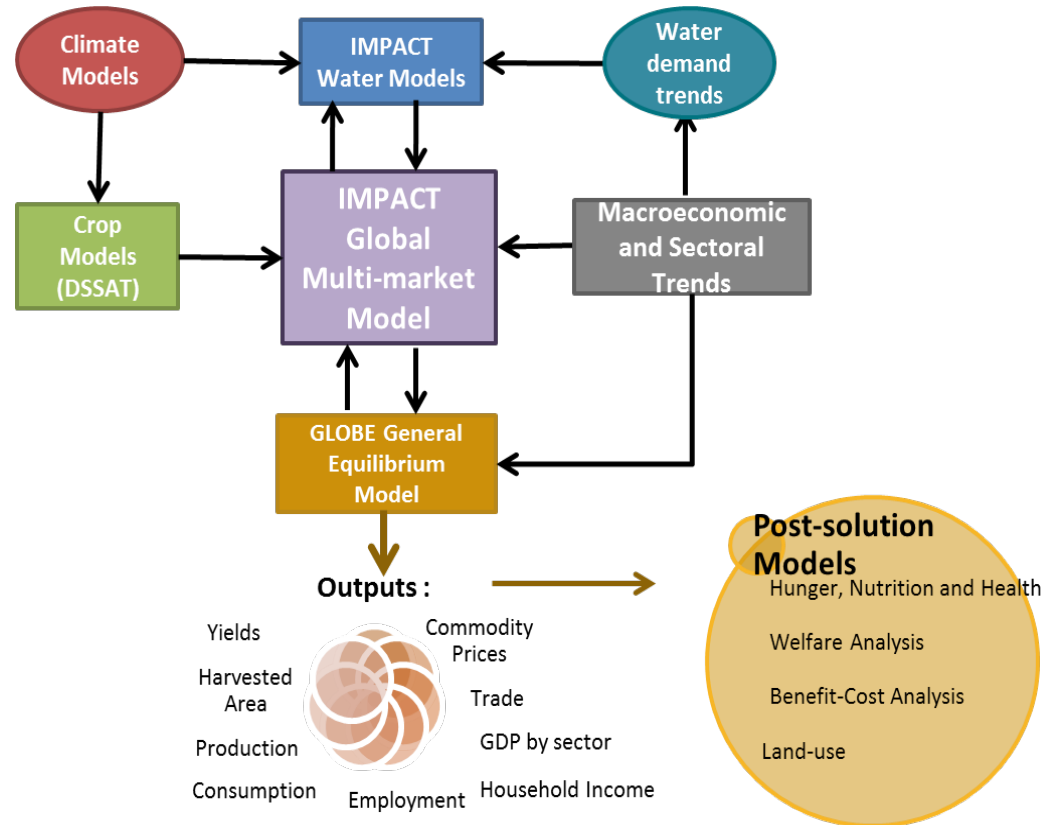 Climate
Models
IMPACT
Water Models
Water
demand
trends
Crop
Models
(DSSAT)
IMPACT
Global
Multi-market
Model
Macroeconomic
and Sectoral
Trends
GLOBE General
Equilibrium
Model
Outputs :
Yields
Harvested
Area
Production
Consumption
Employment
Commodity
Prices
Trade
GDP by sector
Household Income
Post-solution
Models
Hunger, Nutrition and Health
Welfare Analysis
Benefit-Cost Analysis
Land-use